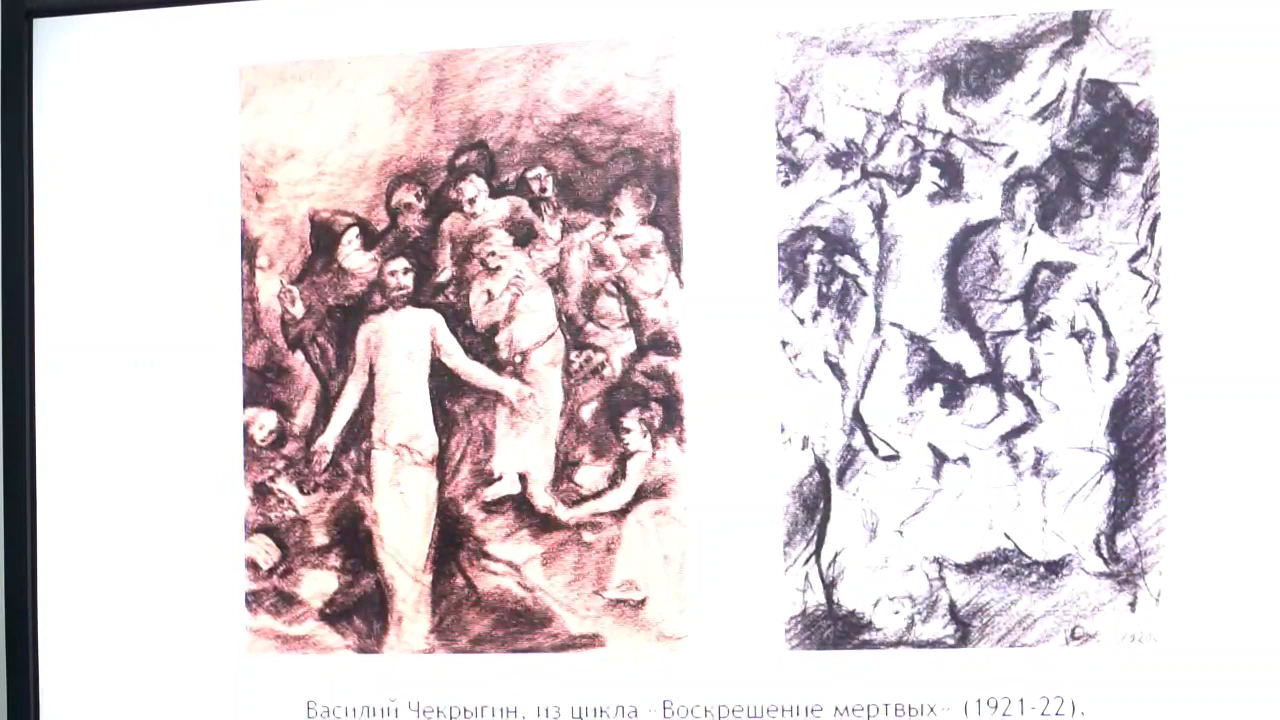 Василий Чекрыгин, из цикла «Воскрешение мертвых» (1921-22),